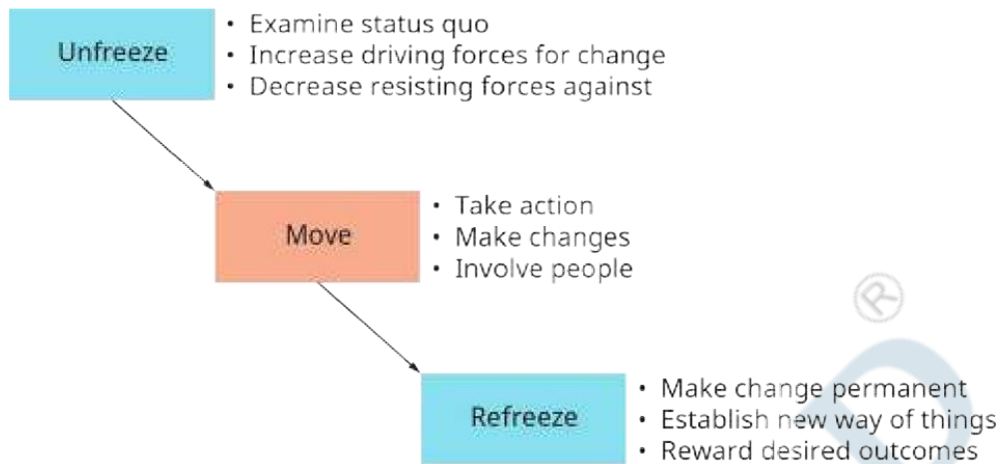 Unfreeze
• Examine status quo
• Increase driving forces for change
• Decrease resisting forces against
Move
• Take action
• Make changes
• Involve people
®
Refreeze
• Make change permanent
• Establish new way of things
• Reward desired outcomes